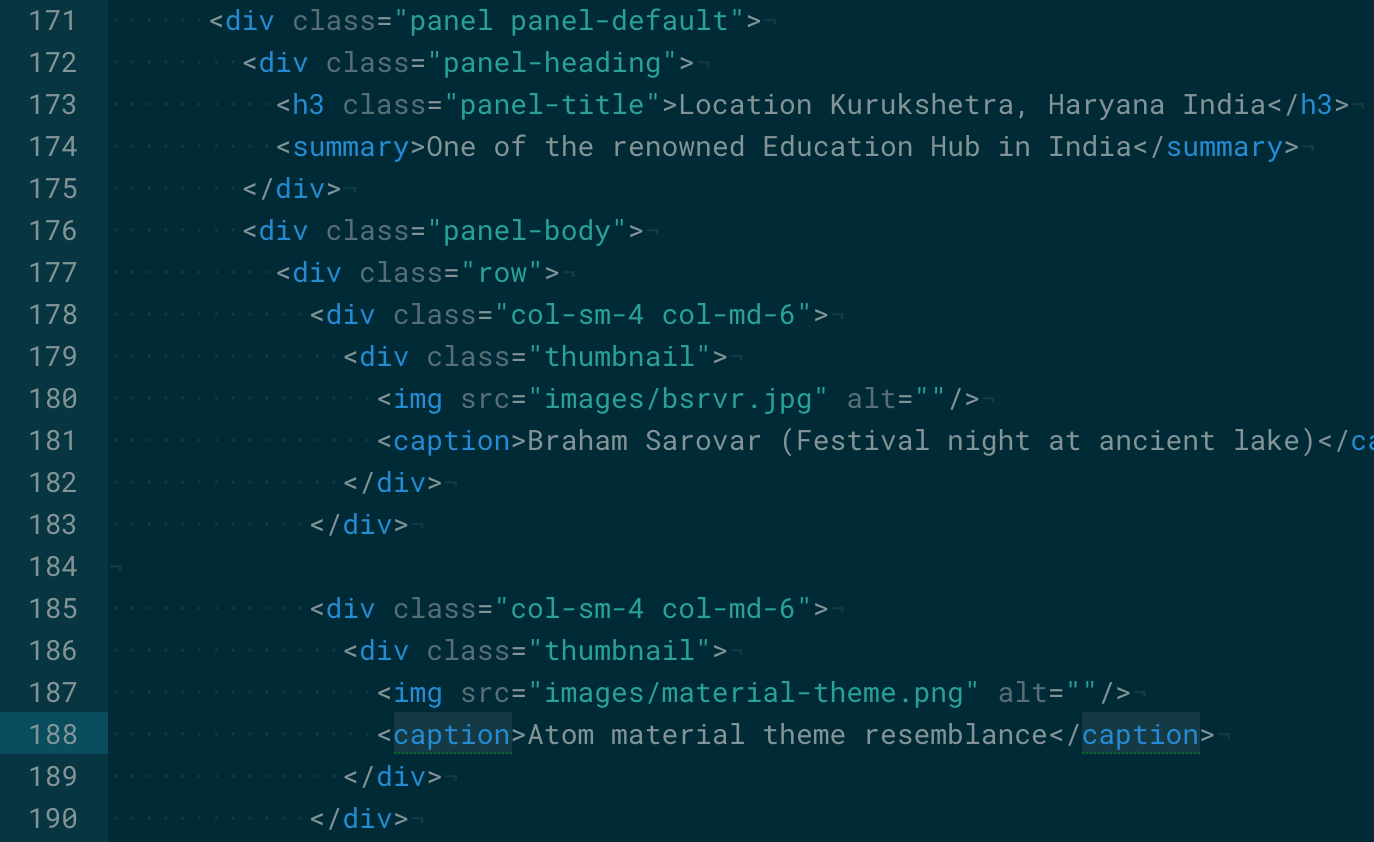 171 <div class="panel panel-default">¬
172 <div class="panel-heading">¬
173 <h3 class="panel-title">Location Kurukshetra, Haryana India</h3>¬
174 <summary>One of the renowned Education Hub in India</summary>¬
175 </div>¬
176 <div class="panel-body">¬
177 <div class="row">¬
178 <div class="col-sm-4 col-md-6">¬
179 <div class="thumbnail">¬
180 <img src="images/bsrvr.jpg" alt=""/>¬
181 <caption>Braham Sarovar (Festival night at ancient lake)</ca
182 </div>¬
183 </div>¬
184 ¬
185 <div class="col-sm-4 col-md-6">¬
186 <div class="thumbnail">¬
187 <img src="images/material-theme.png" alt=""/>¬
188 <caption>Atom material theme resemblance</caption>¬
189 </div>¬
190 </div>¬